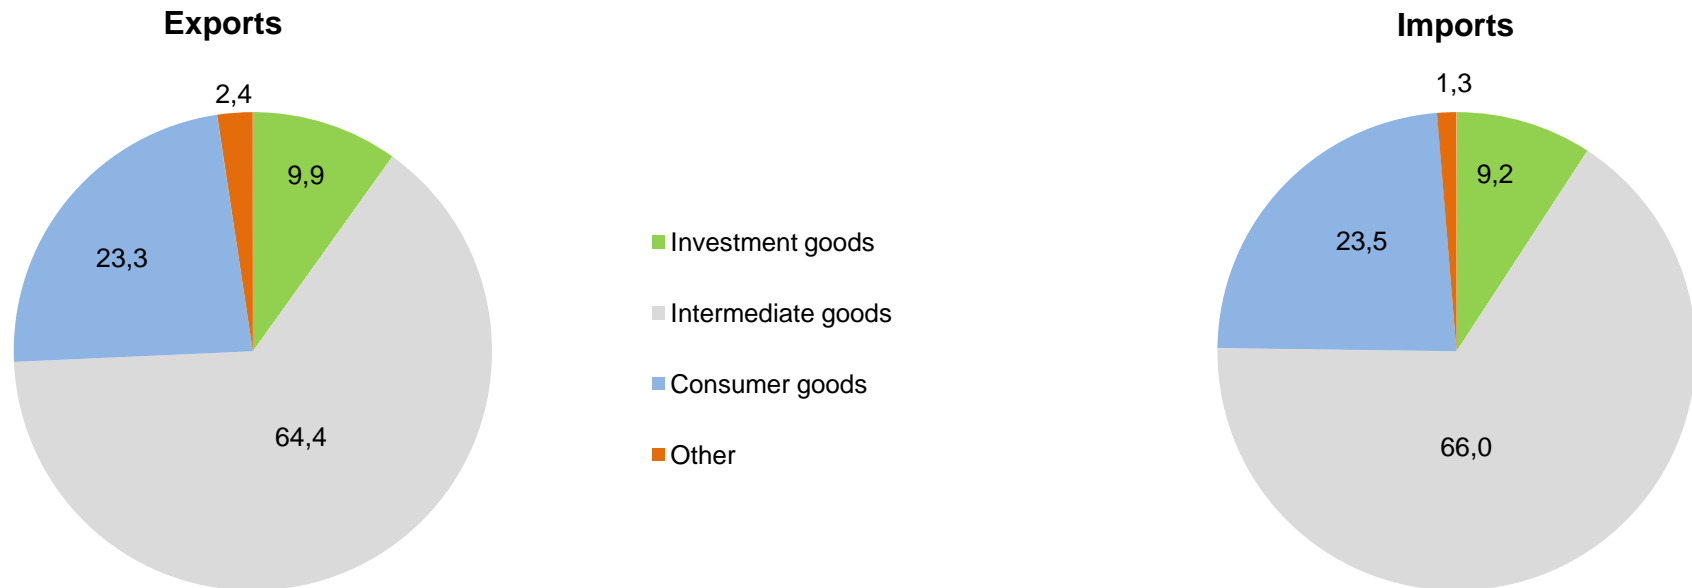 Exports
2,4
9,9
23,3
64,4
Investment goods
Intermediate goods
Consumer goods
Other
Imports
1,3
9,2
23,5
66,0